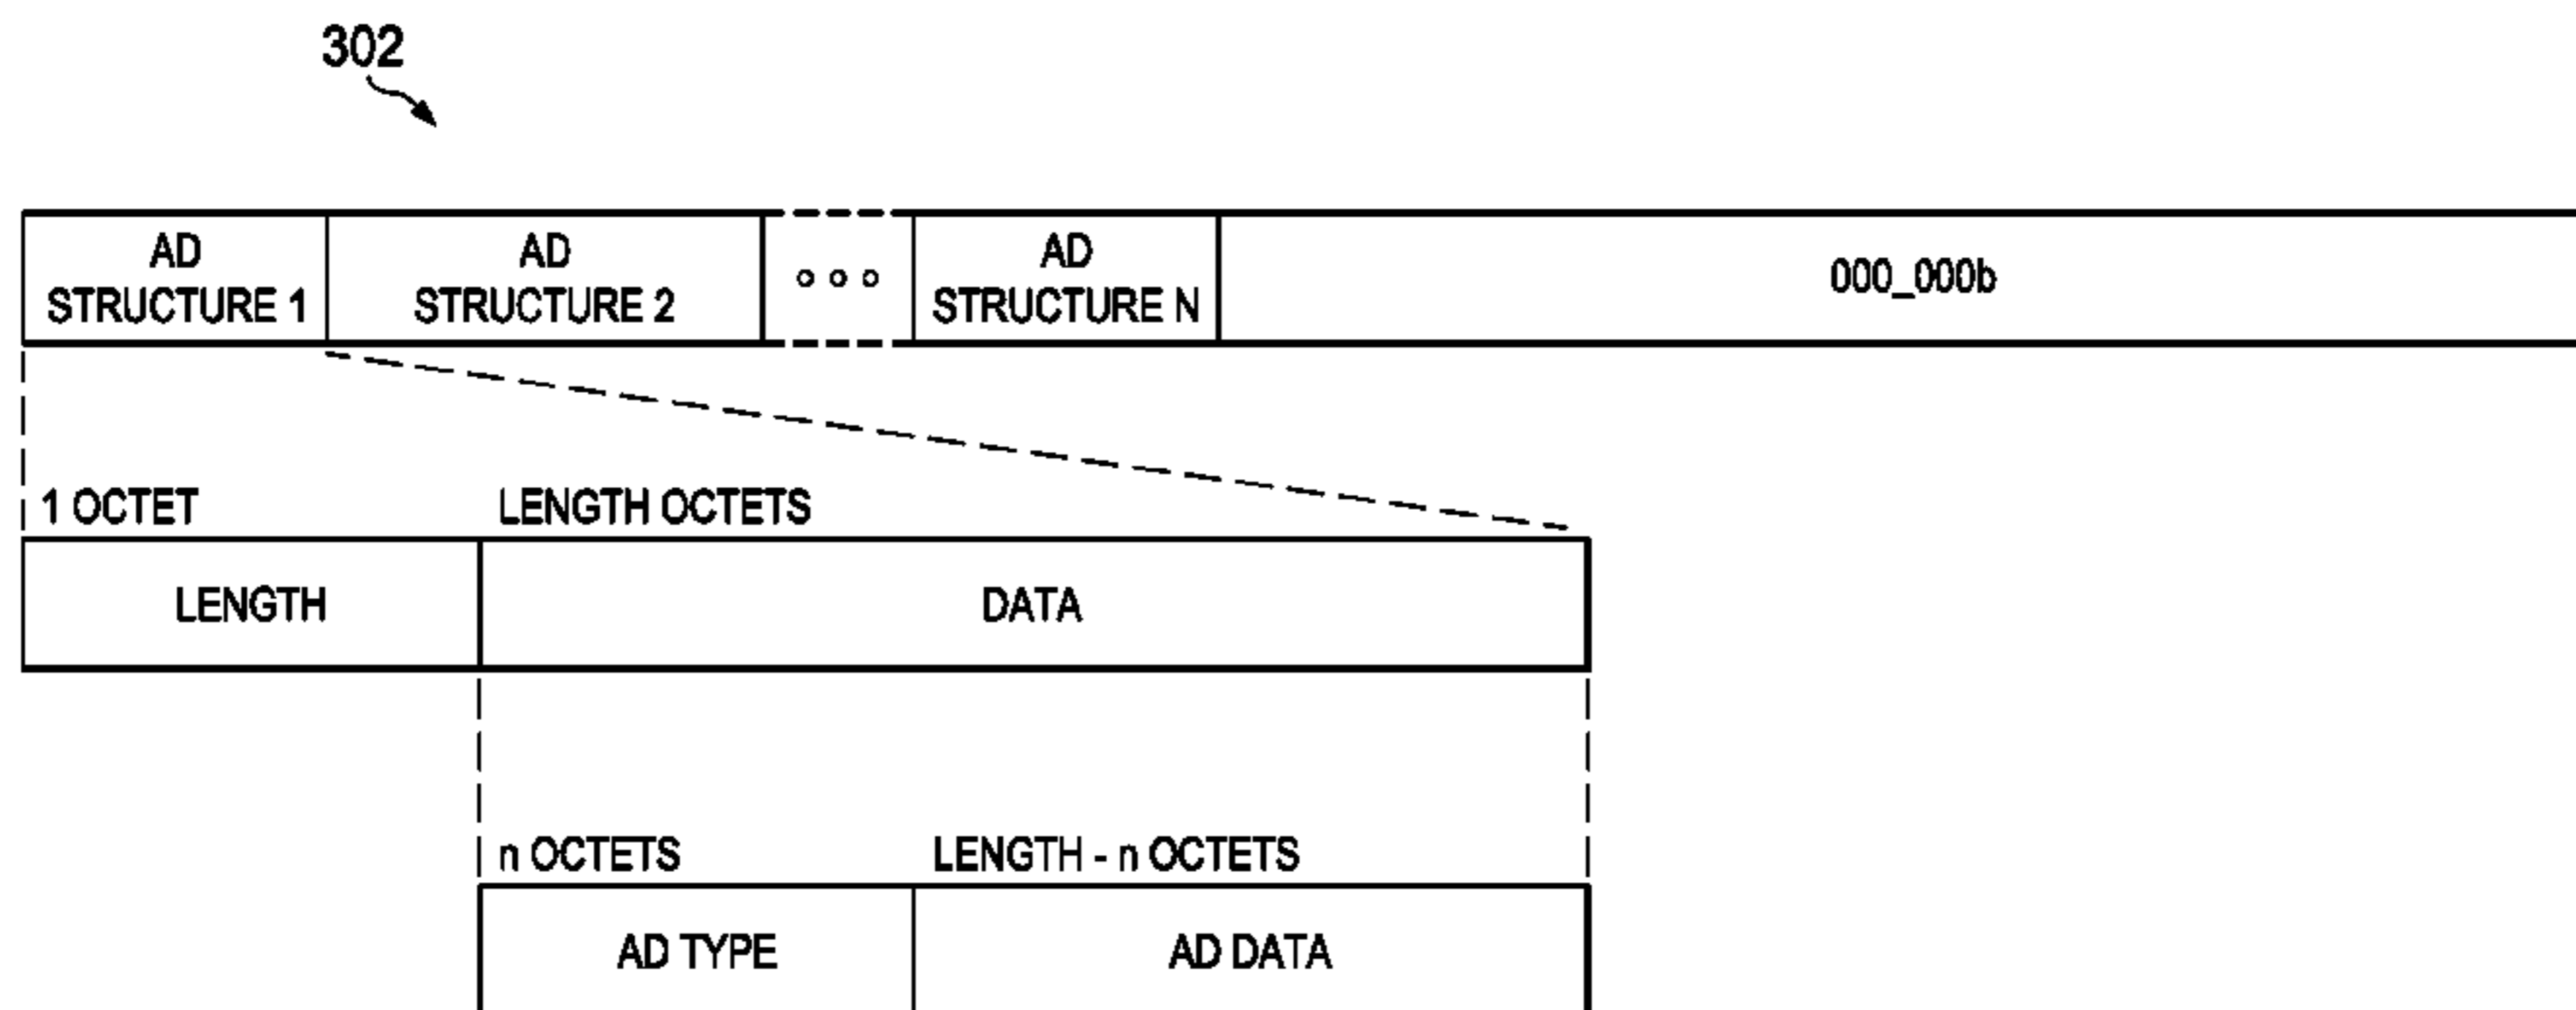 302
AD
STRUCTURE 1
AD
STRUCTURE 2
AD
STRUCTURE N
000_000b
1 OCTET
LENGTH OCTETS
LENGTH
DATA
n OCTETS
LENGTH - n OCTETS
AD TYPE
AD DATA